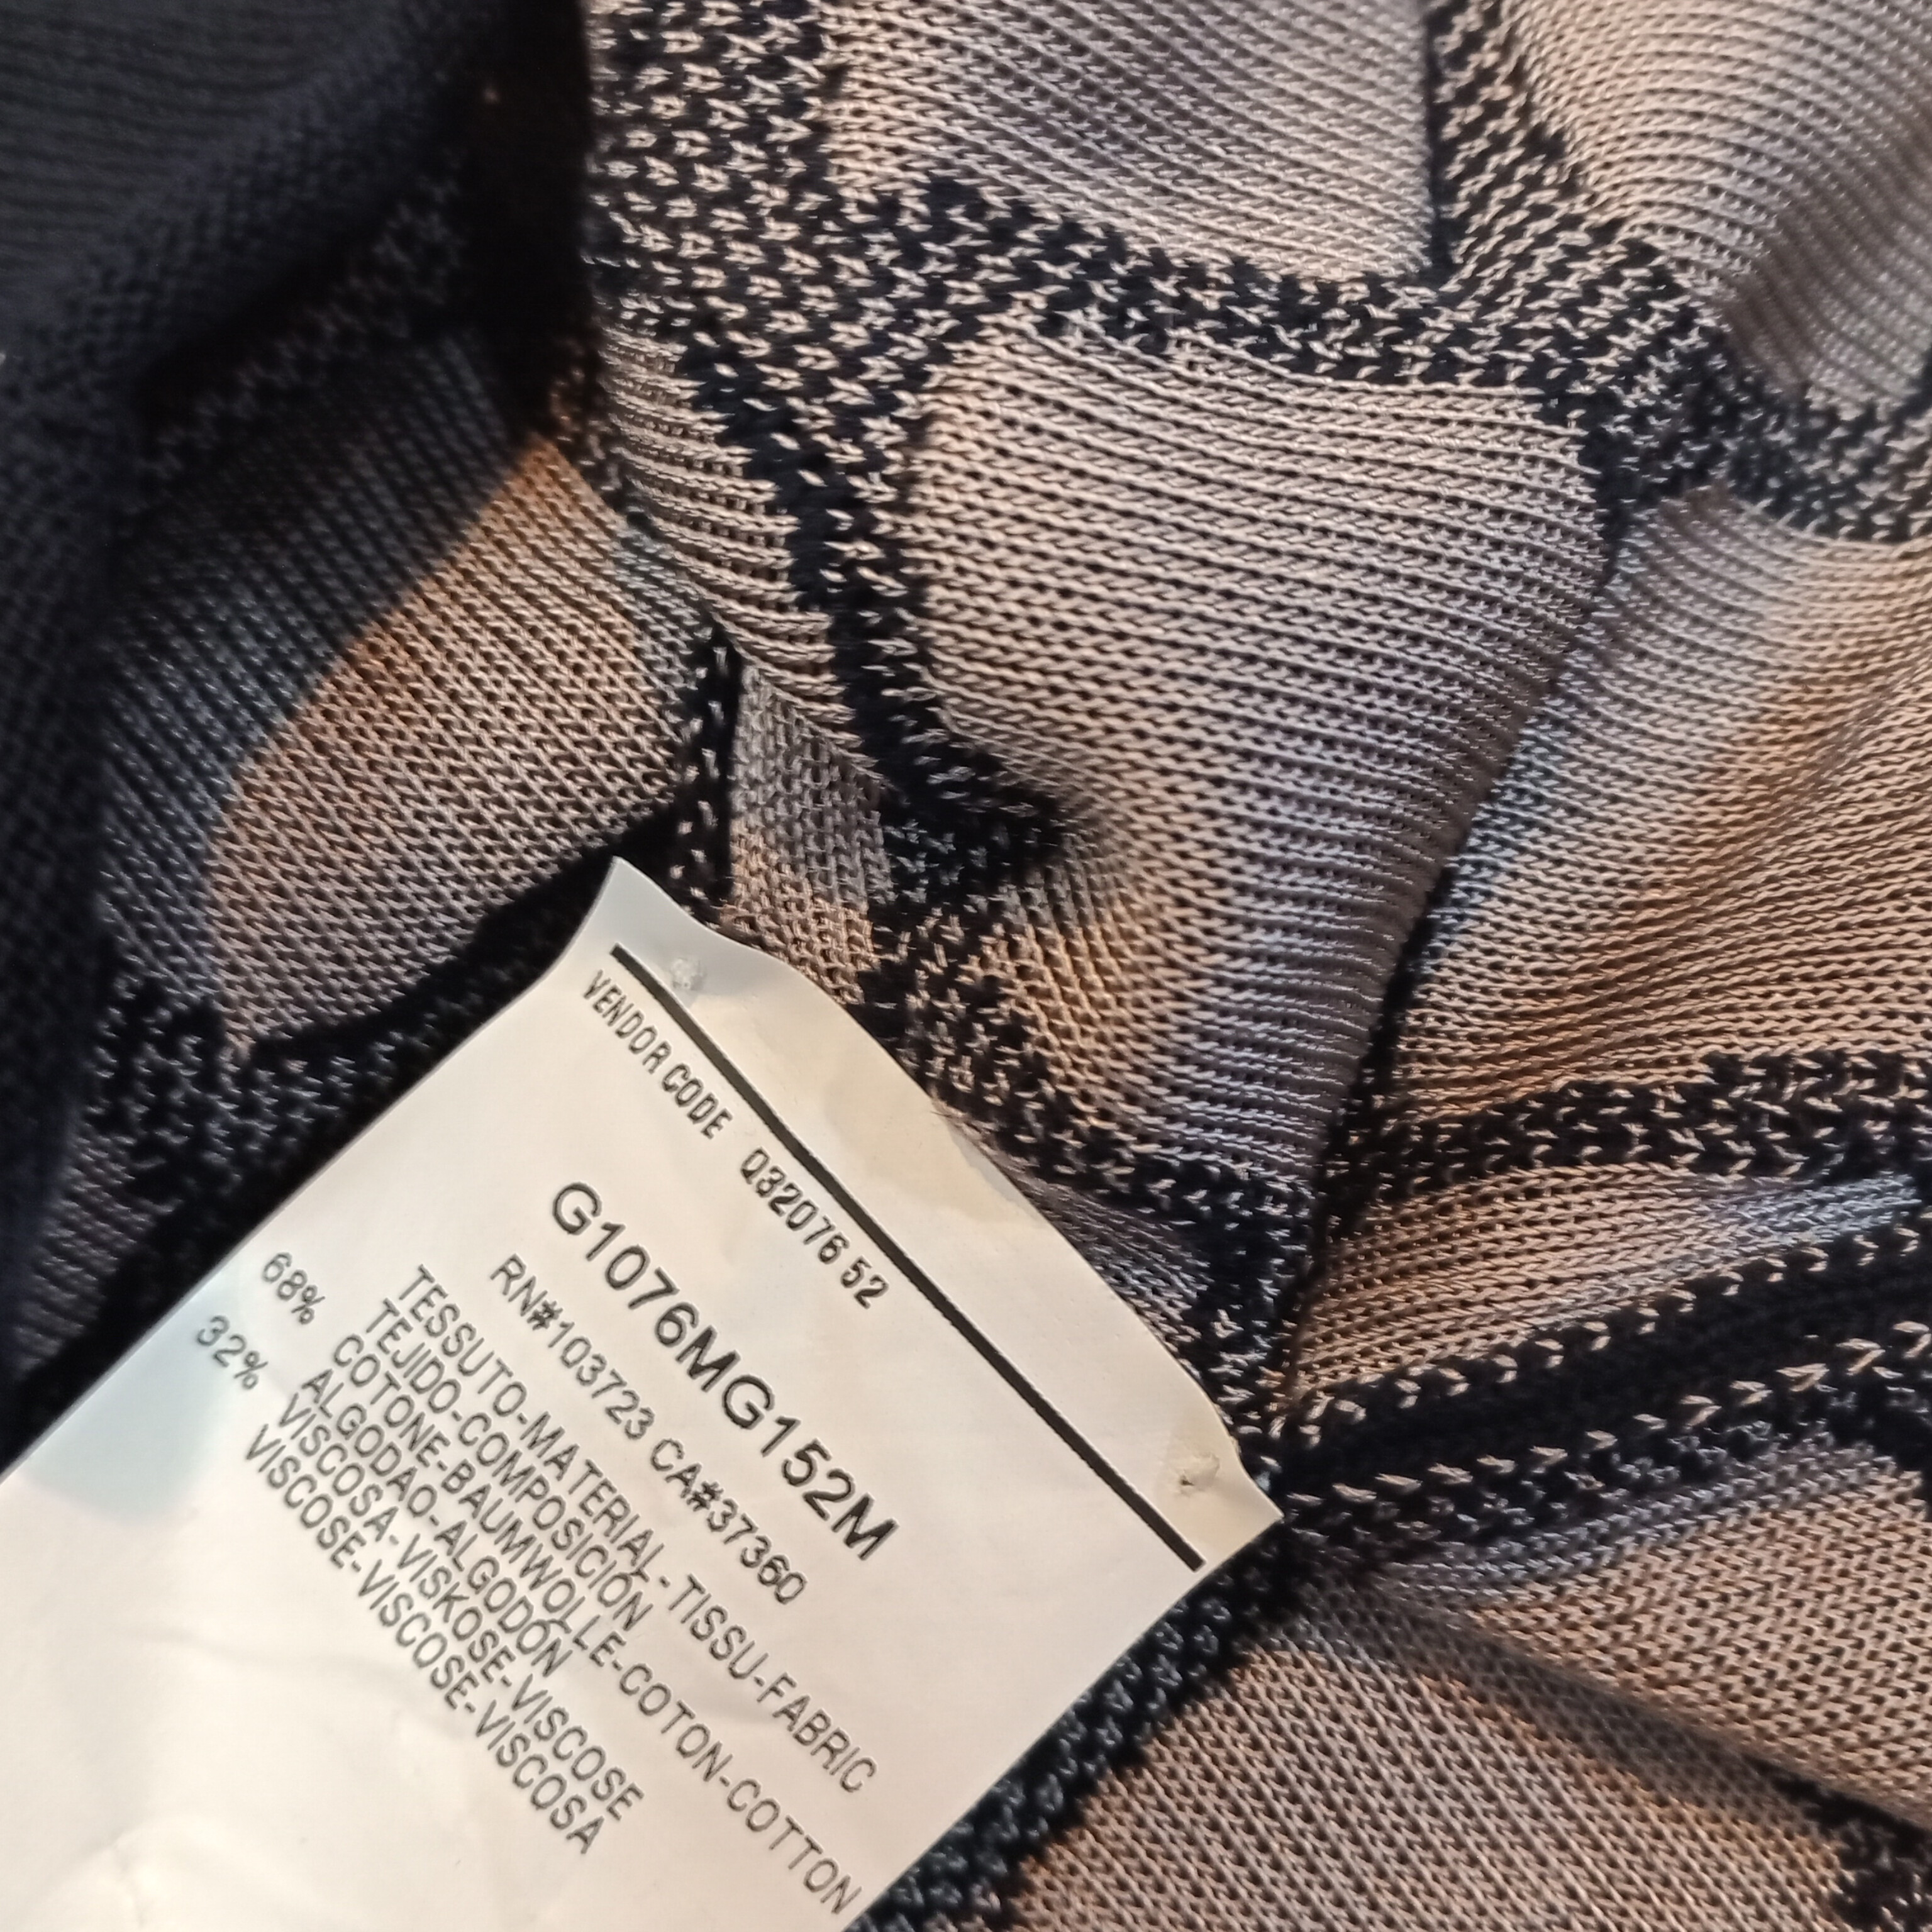 VENDOR CODE Q32076 52
G1076MG152M
RN#103723 CA#37360
TESSUTO-MATERIAL-TISSU-FABRIC
TEJIDO-COMPOSICIÓN
68% COTONE-BAUMWOLLE-COTON-COTTON
ALGODAO-ALGODÓN
32% VISCOSA-VISKOSE-VISCOSE
VISCOSE-VISCOSE-VISCOSA